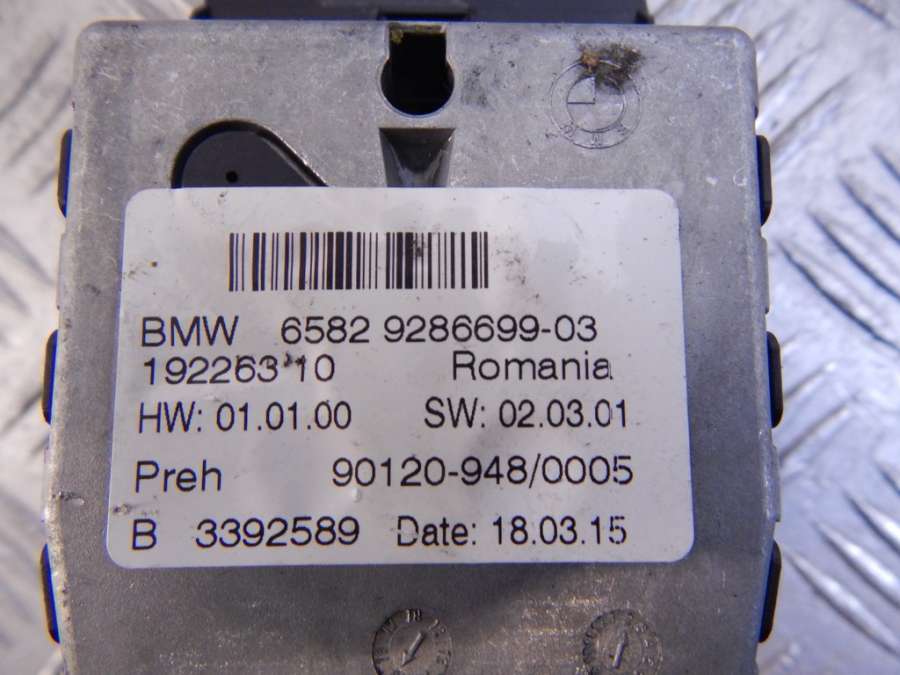 BMW 6582 9286699-03
192263 10 Romania
HW: 01.01.00 SW: 02.03.01
Preh 90120-948/0005
B 3392589 Date: 18.03.15